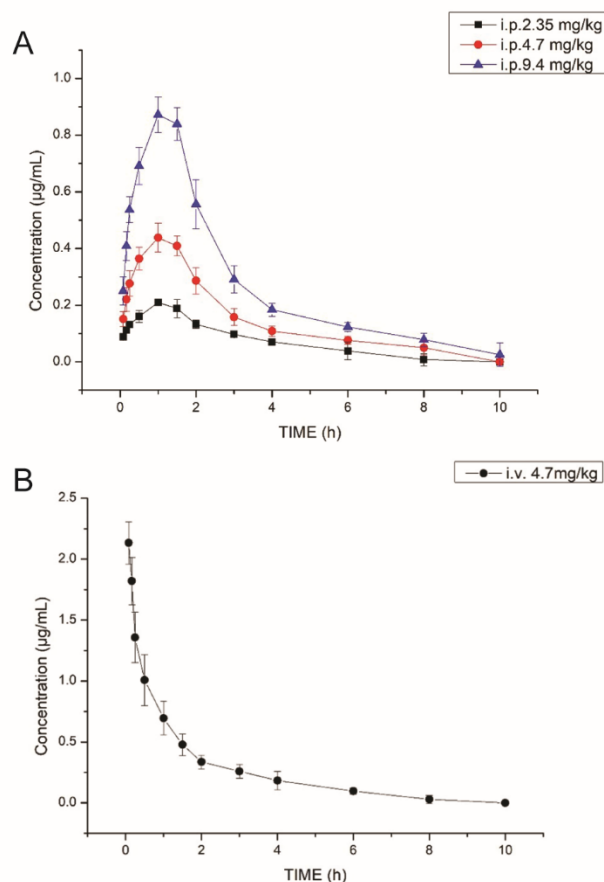 A
i.p.2.35 mg/kg
i.p.4.7 mg/kg
i.p.9.4 mg/kg
Concentration (µg/mL)
1.0
0.8
0.6
0.4
0.2
0.0
0 2 4 6 8 10
TIME (h)
B
i.v. 4.7mg/kg
Concentration (µg/mL)
2.5
2.0
1.5
1.0
0.5
0.0
0 2 4 6 8 10
TIME (h)